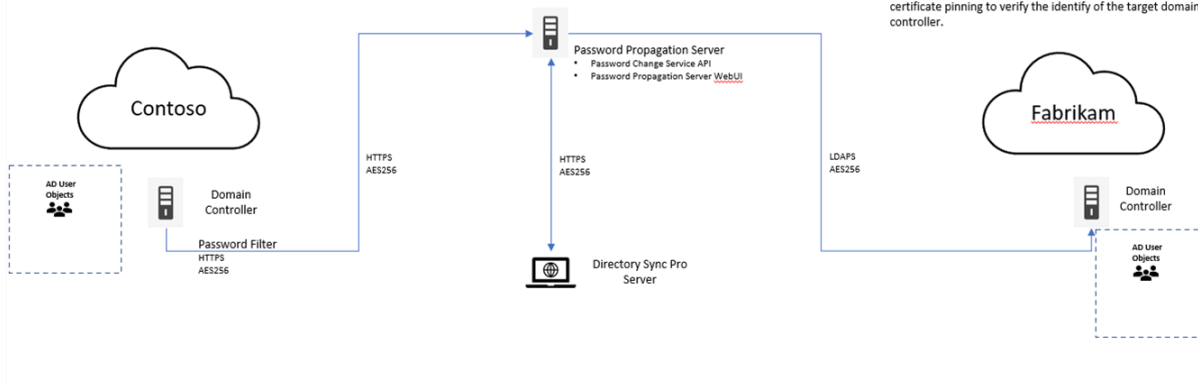 certificate pinning to verify the identify of the target domain
controller.
Password Propagation Server
• Password Change Service API
• Password Propagation Server WebUI
Contoso
Fabrikam
HTTPS
AES256
HTTPS
AES256
LDAPS
AES256
AD User
Objects
Domain
Controller
Domain
Controller
Password Filter
HTTPS
AES256
AD User
Objects
Directory Sync Pro
Server